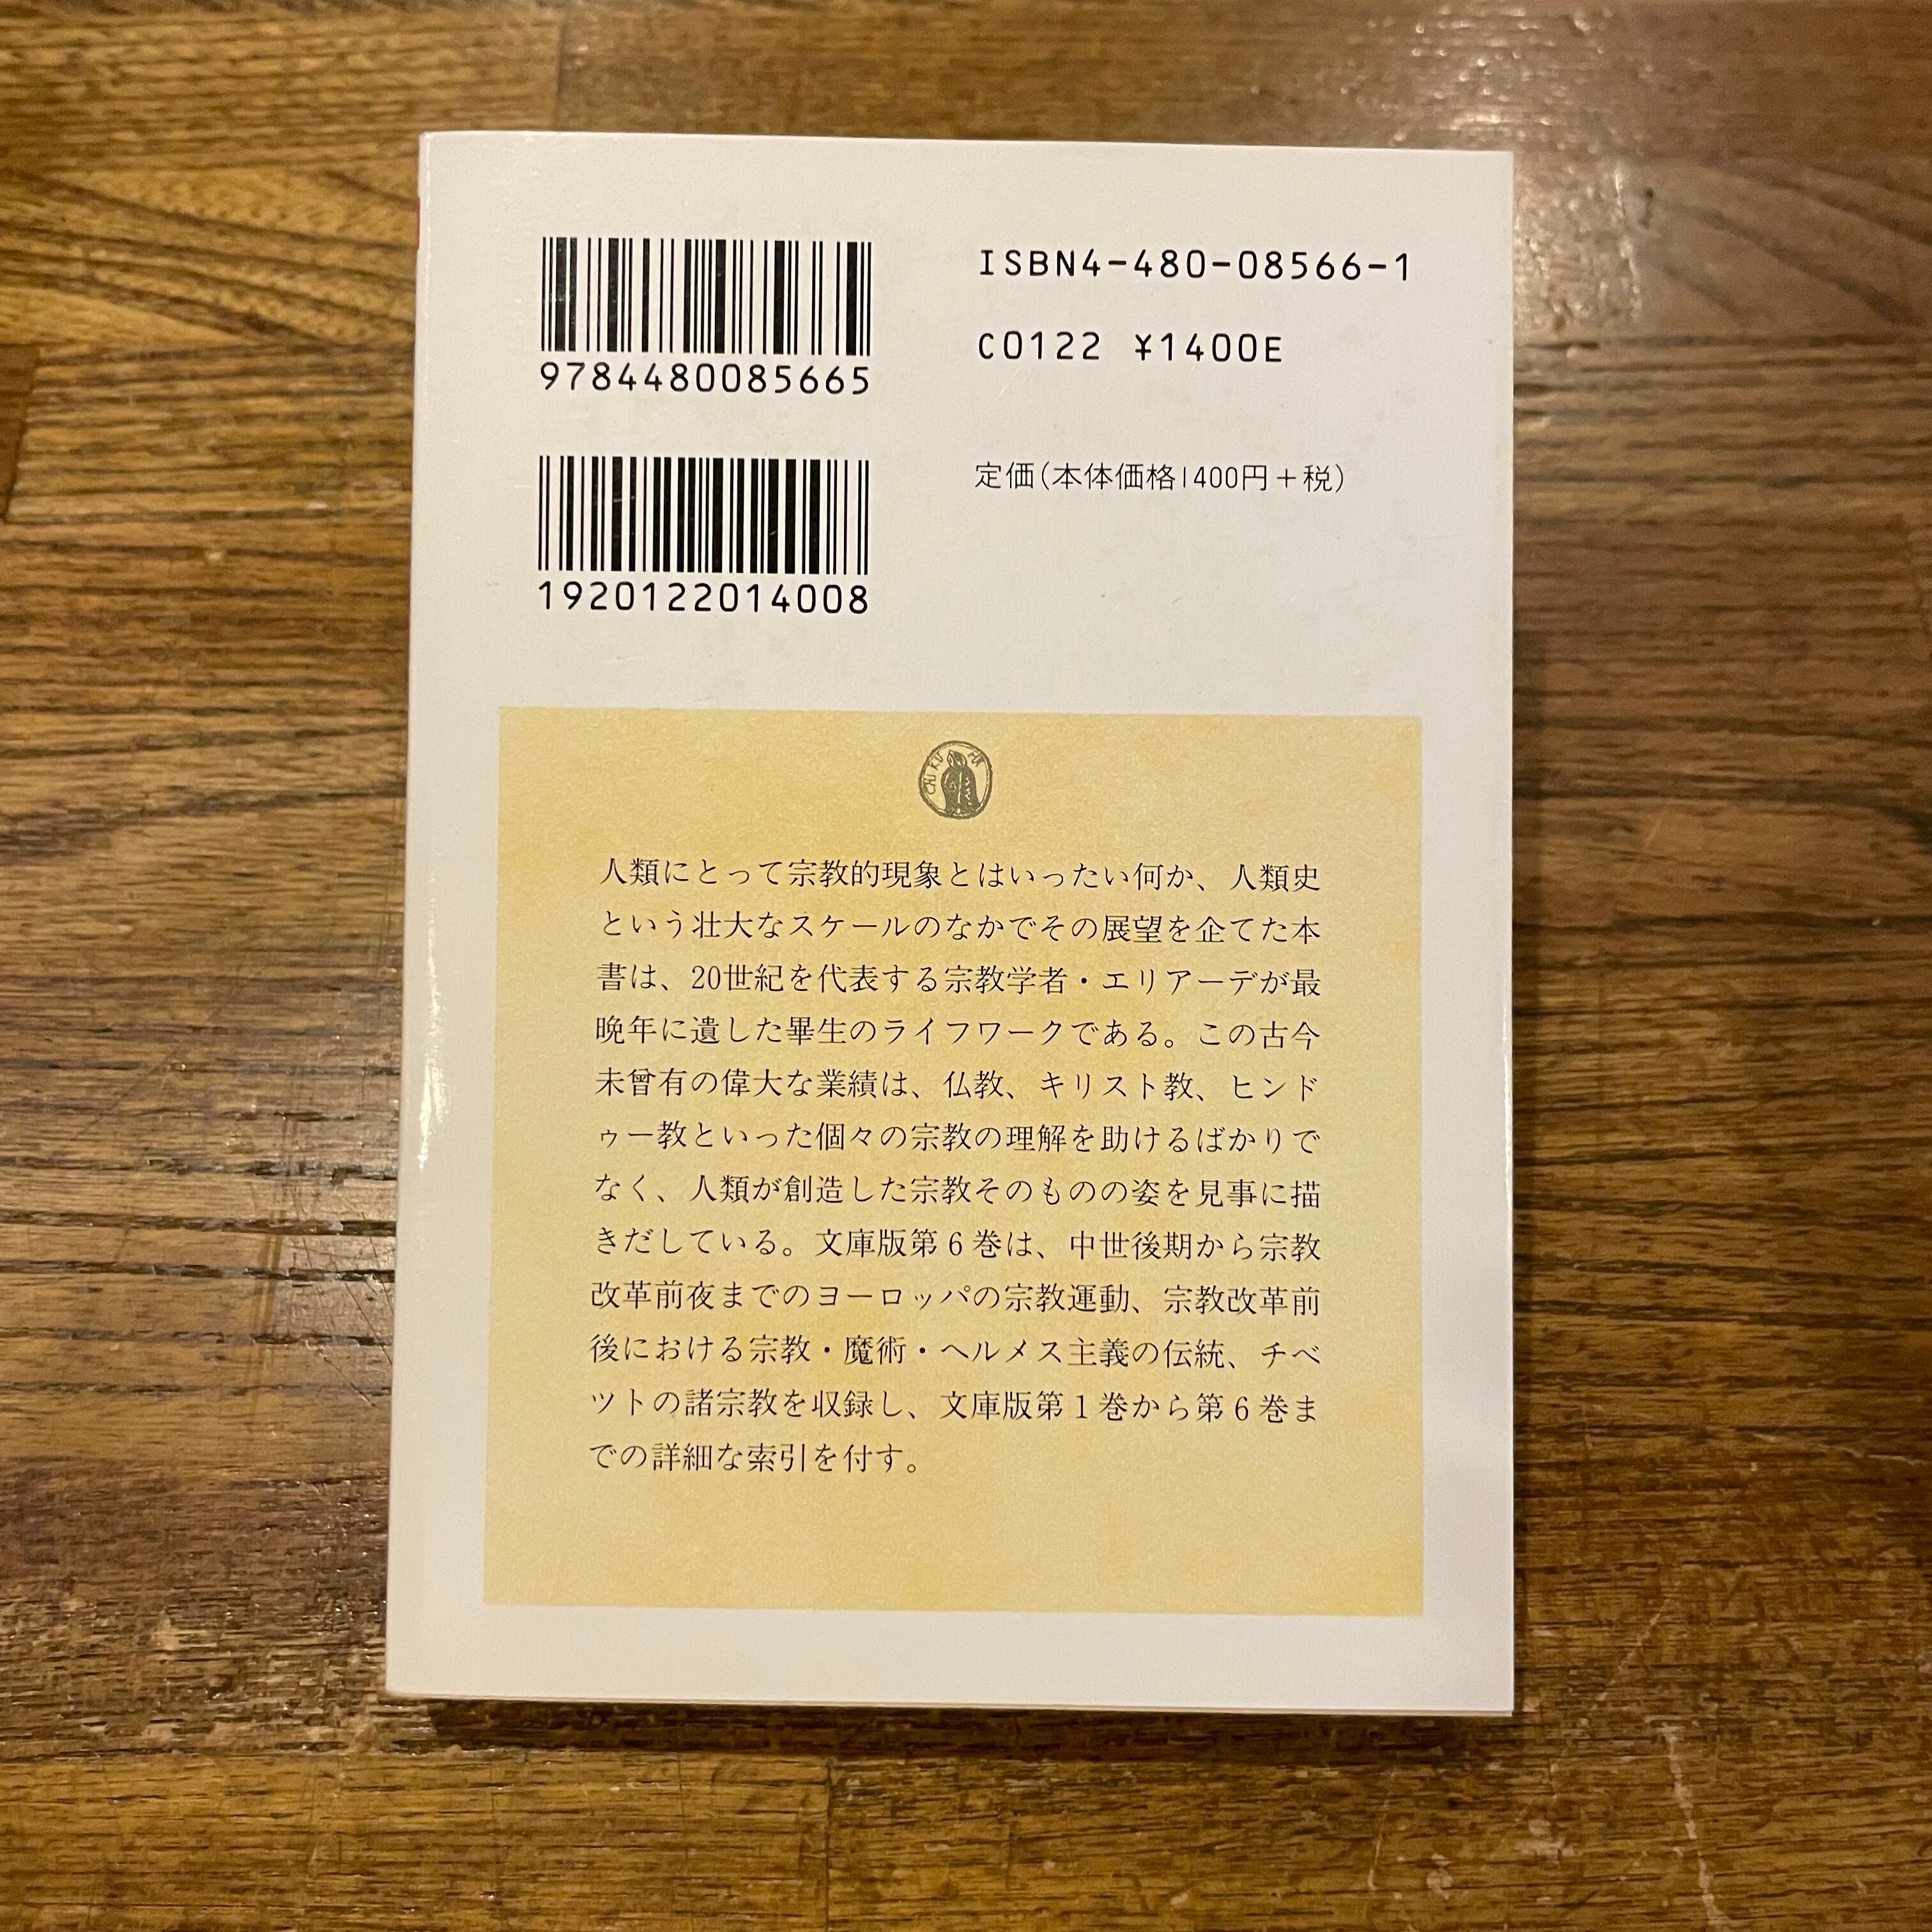 9784480085665
ISBN4-480-08566-1
C0122 ¥1400E
1920122014008
定価(本体価格1400円+税)
CHIKUMA
人類にとって宗教的現象とはいったい何か、人類史
という壮大なスケールのなかでその展望を企てた本
書は、20世紀を代表する宗教学者・エリアーデが最
晩年に遺した畢生のライフワークである。この古今
未曾有の偉大な業績は、仏教、キリスト教、ヒンド
ゥー教といった個々の宗教の理解を助けるばかりで
なく、人類が創造した宗教そのものの姿を見事に描
きだしている。文庫版第6巻は、中世後期から宗教
改革前夜までのヨーロッパの宗教運動、宗教改革前
後における宗教・魔術・ヘルメス主義の伝統、チベ
ットの諸宗教を収録し、文庫版第1巻から第6巻ま
での詳細な索引を付す。